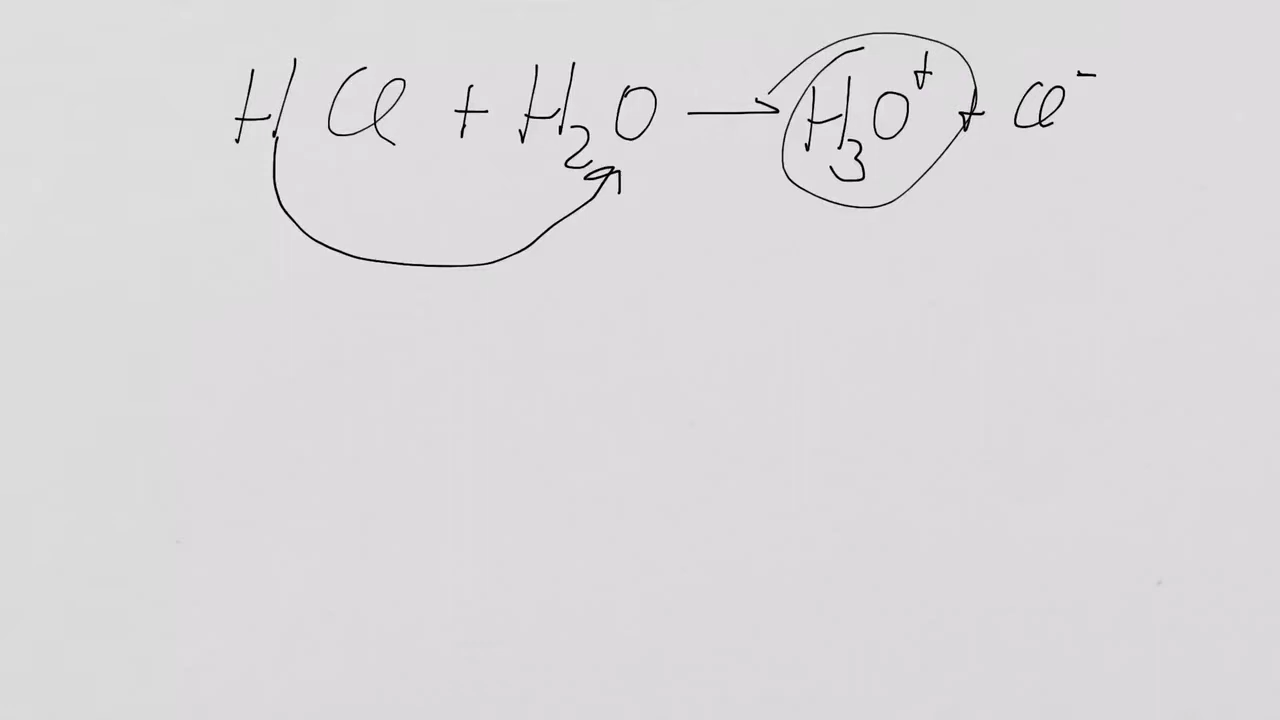 HCl + H₂O → H₃O⁺ + Cl⁻